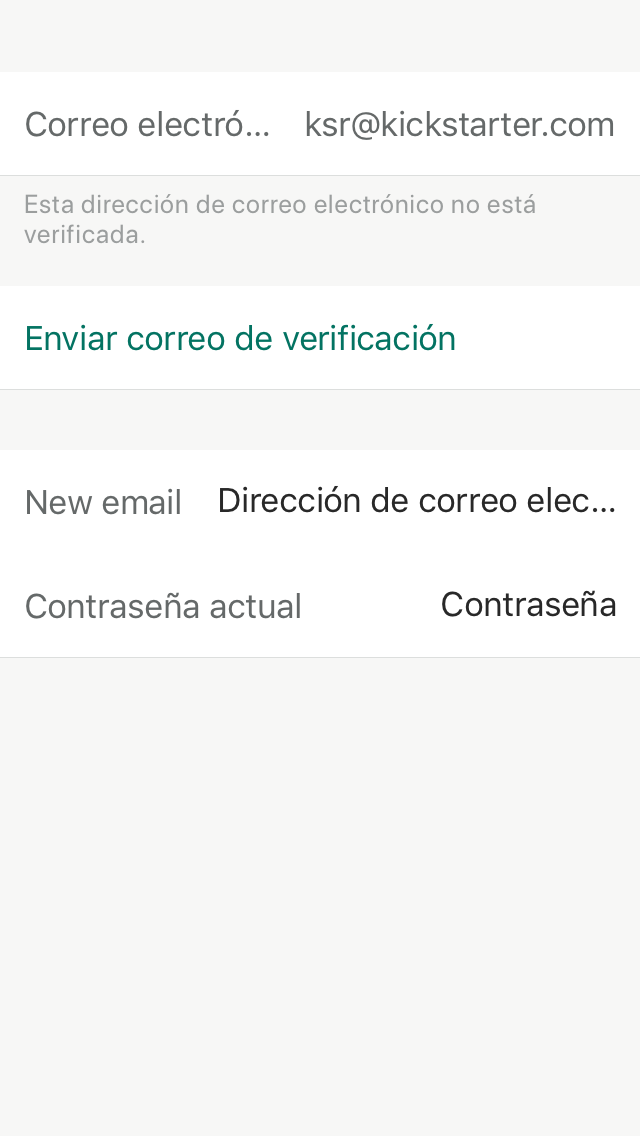 Correo electró... ksr@kickstarter.com
Esta dirección de correo electrónico no está
verificada.
Enviar correo de verificación
New email Dirección de correo elec...
Contraseña actual Contraseña